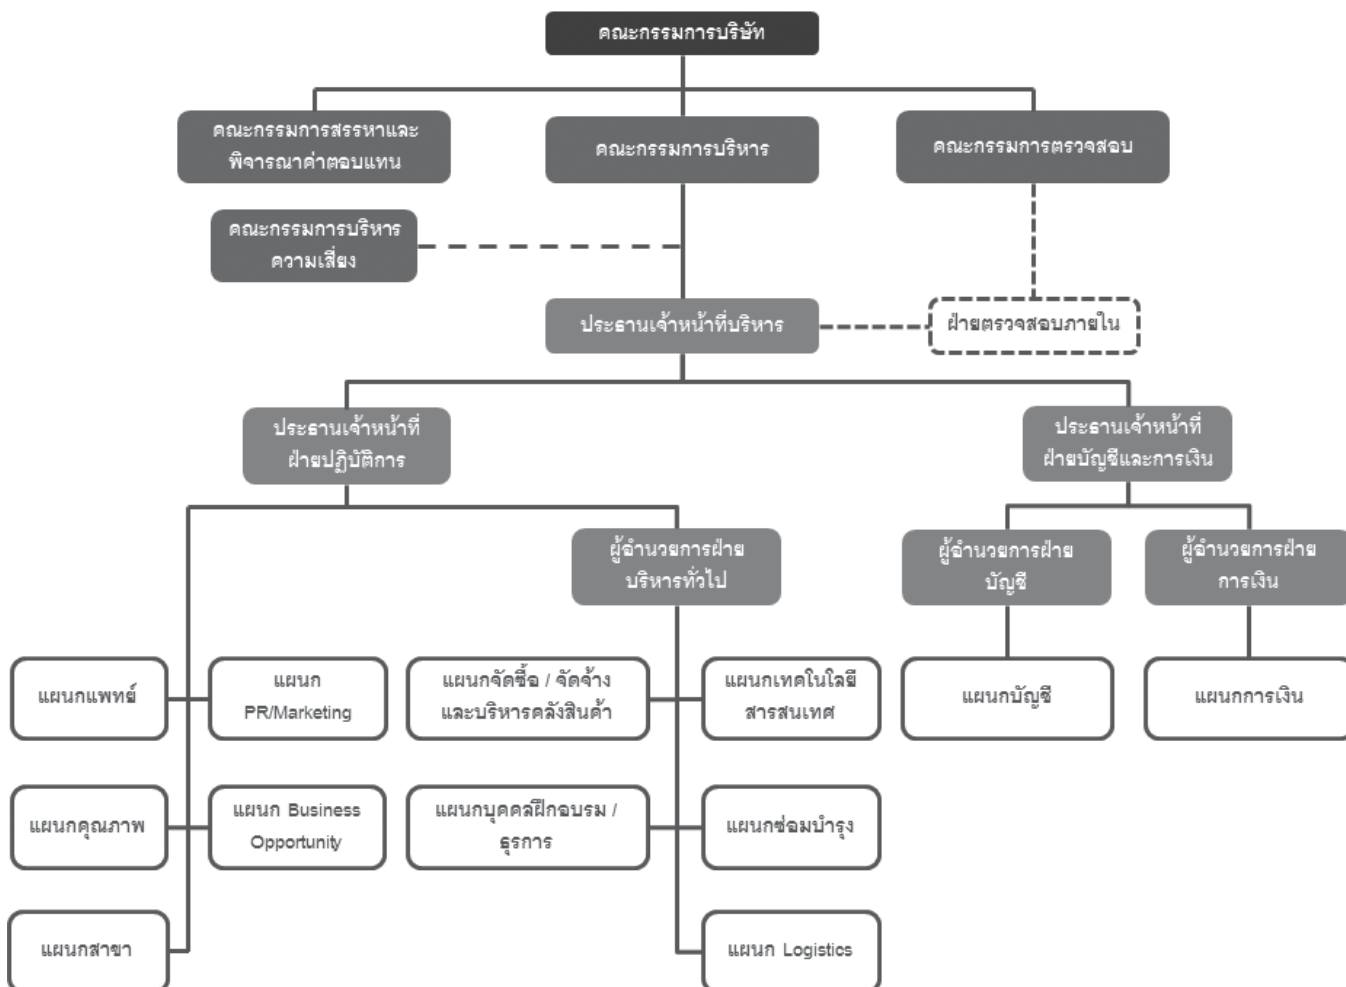 คณะกรรมการบริษัท
คณะกรรมการสรรหาและ
พิจารณาค่าตอบแทน
คณะกรรมการบริหาร
คณะกรรมการตรวจสอบ
คณะกรรมการบริหาร
ความเสี่ยง
ประธานเจ้าหน้าที่บริหาร
ฝ่ายตรวจสอบภายใน
ประธานเจ้าหน้าที่
ฝ่ายปฏิบัติการ
ประธานเจ้าหน้าที่
ฝ่ายบัญชีและการเงิน
ผู้อำนวยการฝ่าย
บริหารทั่วไป
ผู้อำนวยการฝ่าย
บัญชี
ผู้อำนวยการฝ่าย
การเงิน
แผนกแพทย์
แผนก
PR/Marketing
แผนกจัดซื้อ / จัดจ้าง
และบริหารคลังสินค้า
แผนกเทคโนโลยี
สารสนเทศ
แผนกบัญชี
แผนกการเงิน
แผนกคุณภาพ
แผนก Business
Opportunity
แผนกบุคคลฝึกอบรม /
ธุรการ
แผนกซ่อมบำรุง
แผนกสาขา
แผนก Logistics